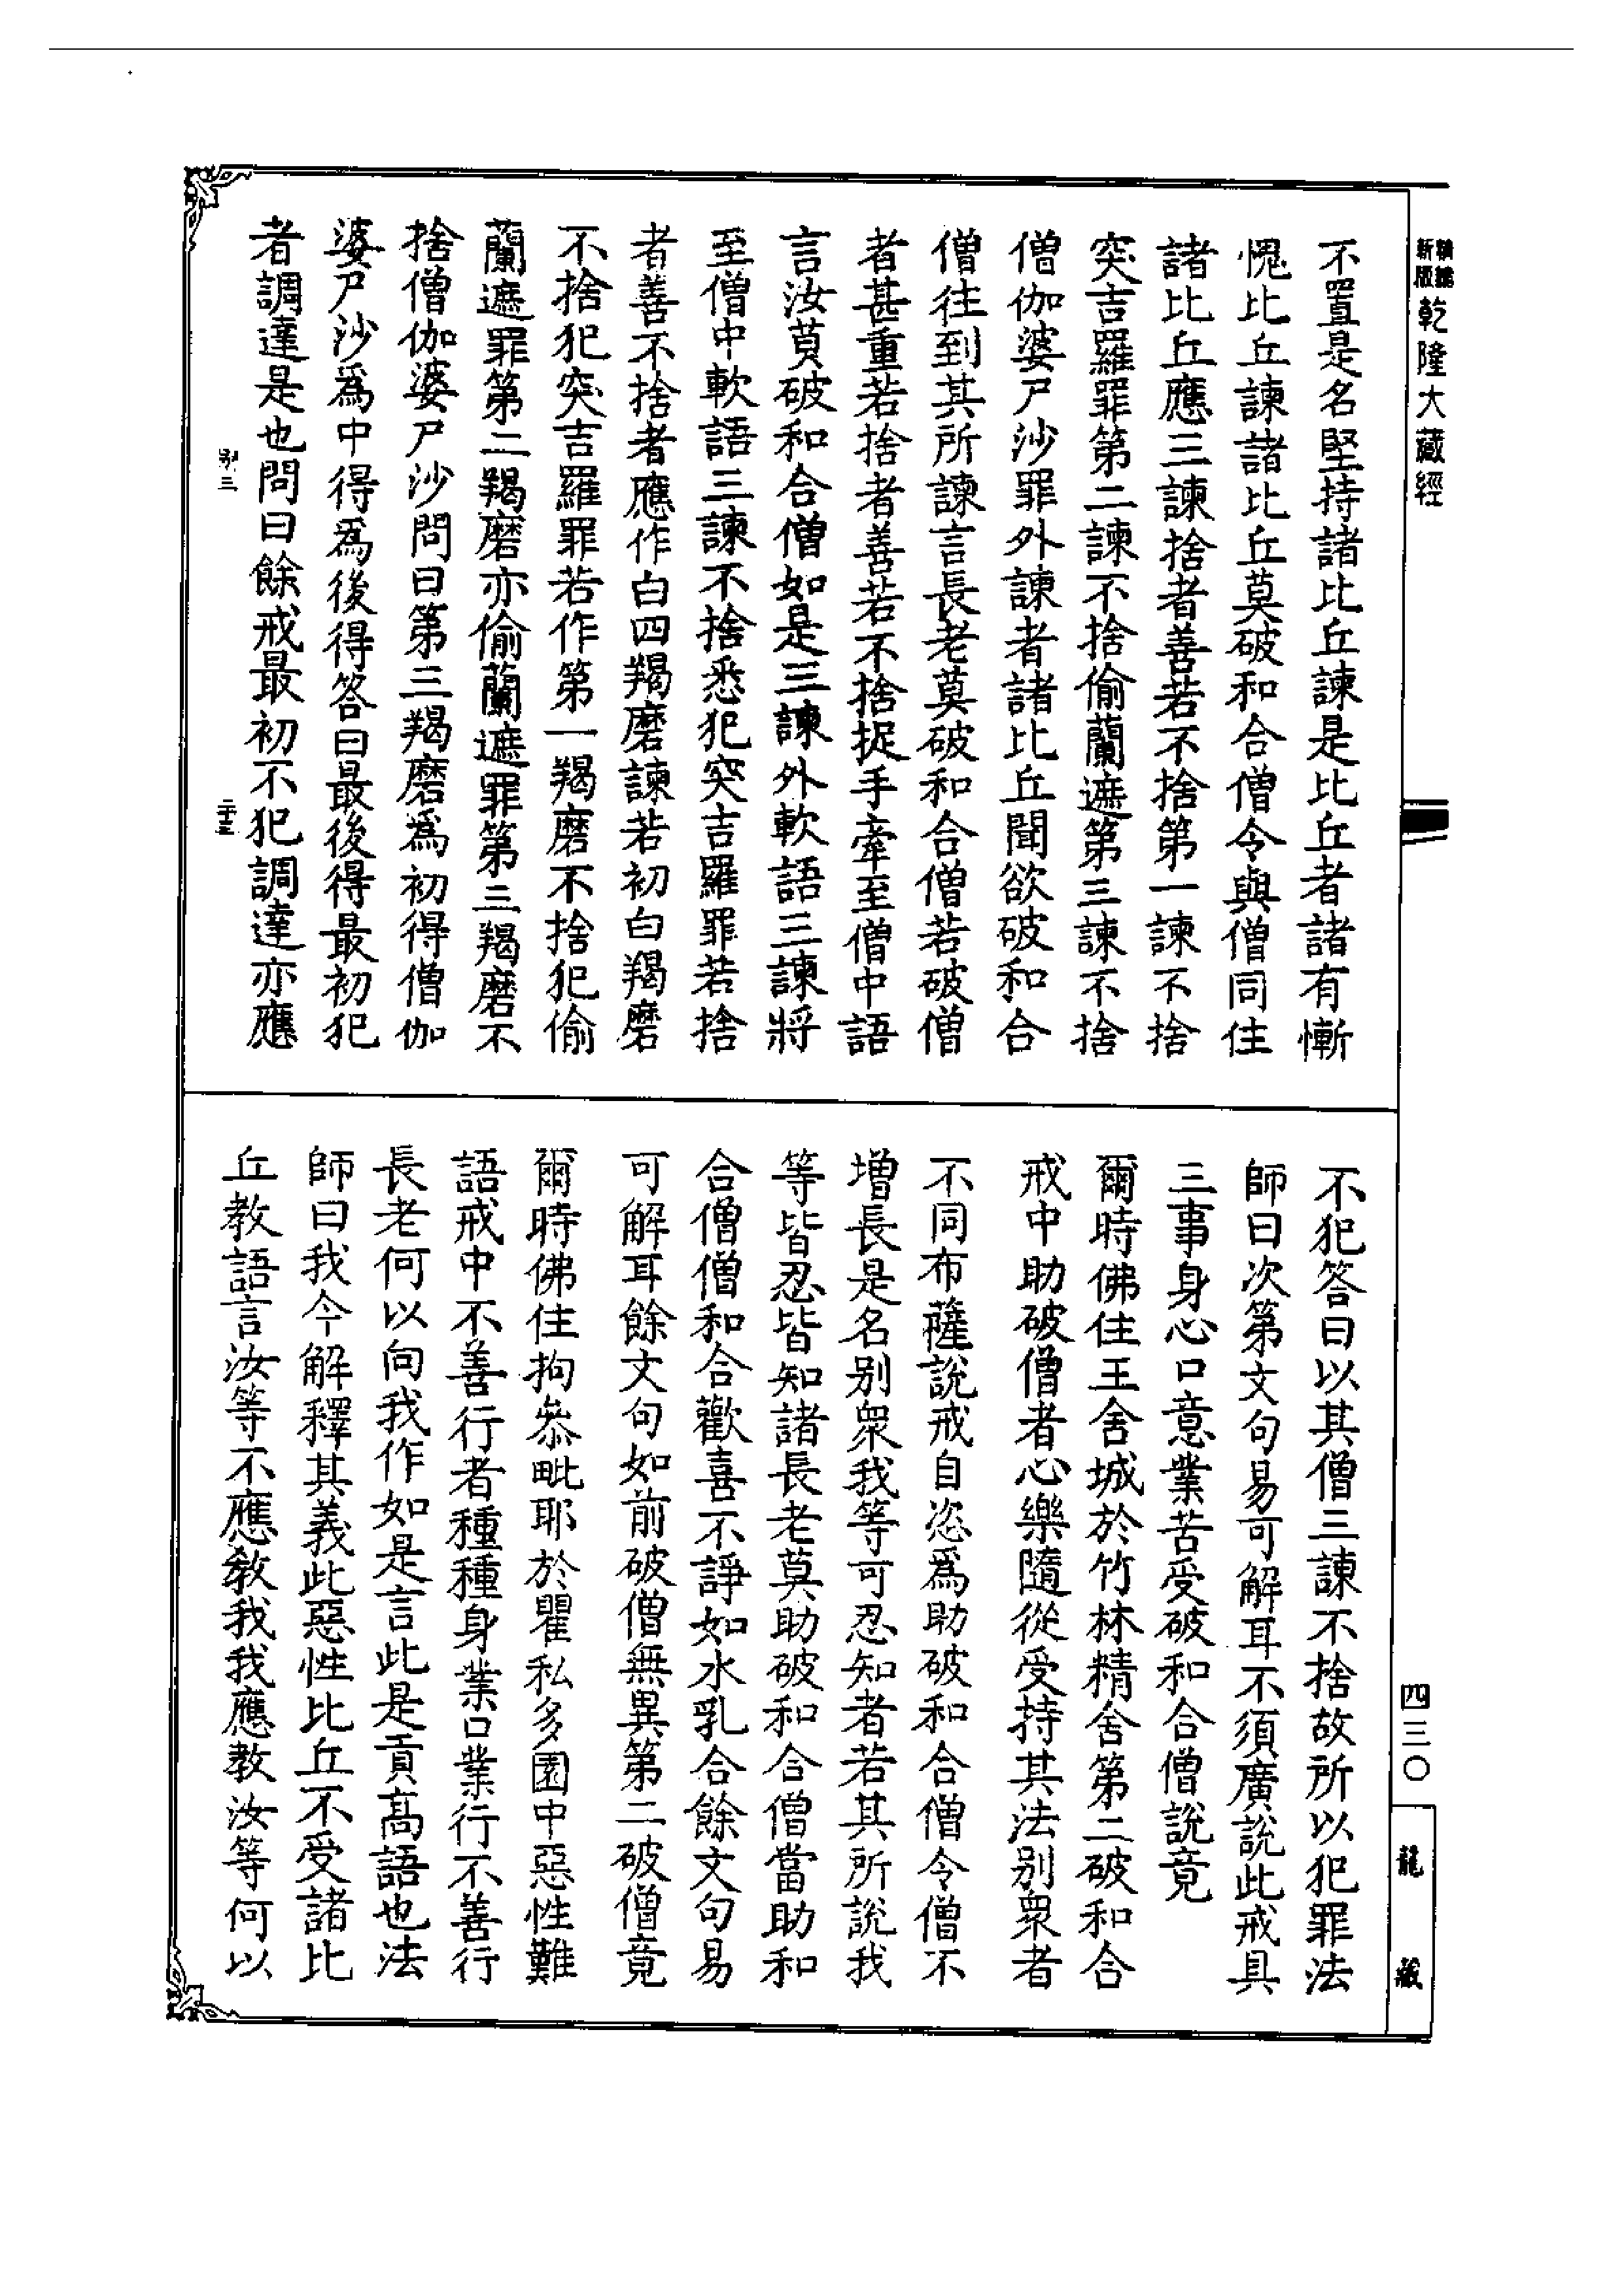 新版
精縮
乾隆大藏經
不置是名堅持諸比丘諫是比丘者諸有慚
愧比丘諫諸比丘莫破和合僧令與僧同住
諸比丘應三諫捨者善若不捨第一諫不捨
突吉羅罪第二諫不捨偷蘭遮第三諫不捨
僧伽婆尸沙罪外諫者諸比丘聞欲破和合
僧往到其所諫言長老莫破和合僧若破僧
者甚重若捨者善若不捨捉手牽至僧中語
言汝莫破和合僧如是三諫外軟語三諫將
至僧中軟語三諫不捨悉犯突吉羅罪若捨
者善不捨者應作白四羯磨諫若初白羯磨
不捨犯突吉羅罪若作第一羯磨不捨犯偷
蘭遮罪第二羯磨亦偷蘭遮罪第三羯磨不
捨僧伽婆尸沙問曰第三羯磨為初得僧伽
婆尸沙為中得為後得答曰最後得最初犯
者調達是也問曰餘戒最初不犯調達亦應
不犯答曰以其僧三諫不捨故所以犯罪法
師曰次第文句易可解耳不須廣說此戒具
三事身心口意業苦受破和合僧說竟
爾時佛住王舍城於竹林精舍第二破和合
戒中助破僧者心樂隨從受持其法別眾者
不同布薩說戒自恣為助破和合僧令僧不
增長是名別眾我等可忍知者若其所說我
等皆忍皆知諸長老莫助破和合僧當助和
合僧僧和合歡喜不諍如水乳合餘文句易
可解耳餘文句如前破僧無異第二破僧竟
爾時佛住拘參毗耶於瞿私多園中惡性難
語戒中不善行行者種種身業口業行不善行
長老何以向我作如是言此是貢高語也法
師曰我今解釋其義此惡性比丘不受諸比
丘教語言汝等不應教我我應教汝等何以
四三〇
龍藏